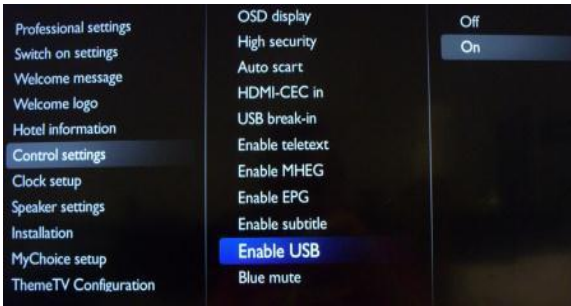 Professional settings
Switch on settings
Welcome message
Welcome logo
Hotel information
Control settings
Clock setup
Speaker settings
Installation
MyChoice setup
ThemeTV Configuration
OSD display
High security
Auto scart
HDMI-CEC in
USB break-in
Enable teletext
Enable MHEG
Enable EPG
Enable subtitle
Enable USB
Blue mute
Off
On